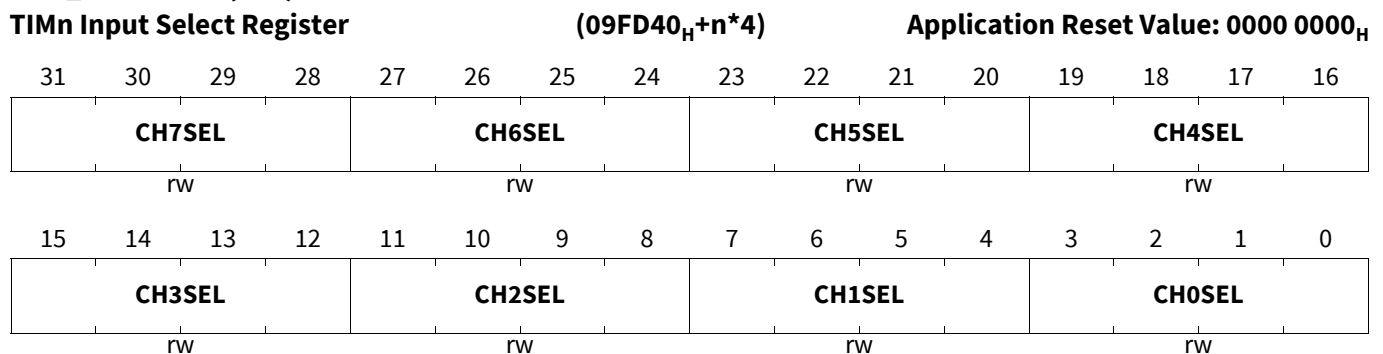 TIMn Input Select Register (09FD40H+n*4) Application Reset Value: 0000 0000H
31 30 29 28 27 26 25 24 23 22 21 20 19 18 17 16
CH7SEL CH6SEL CH5SEL CH4SEL
rw rw rw rw
15 14 13 12 11 10 9 8 7 6 5 4 3 2 1 0
CH3SEL CH2SEL CH1SEL CH0SEL
rw rw rw rw